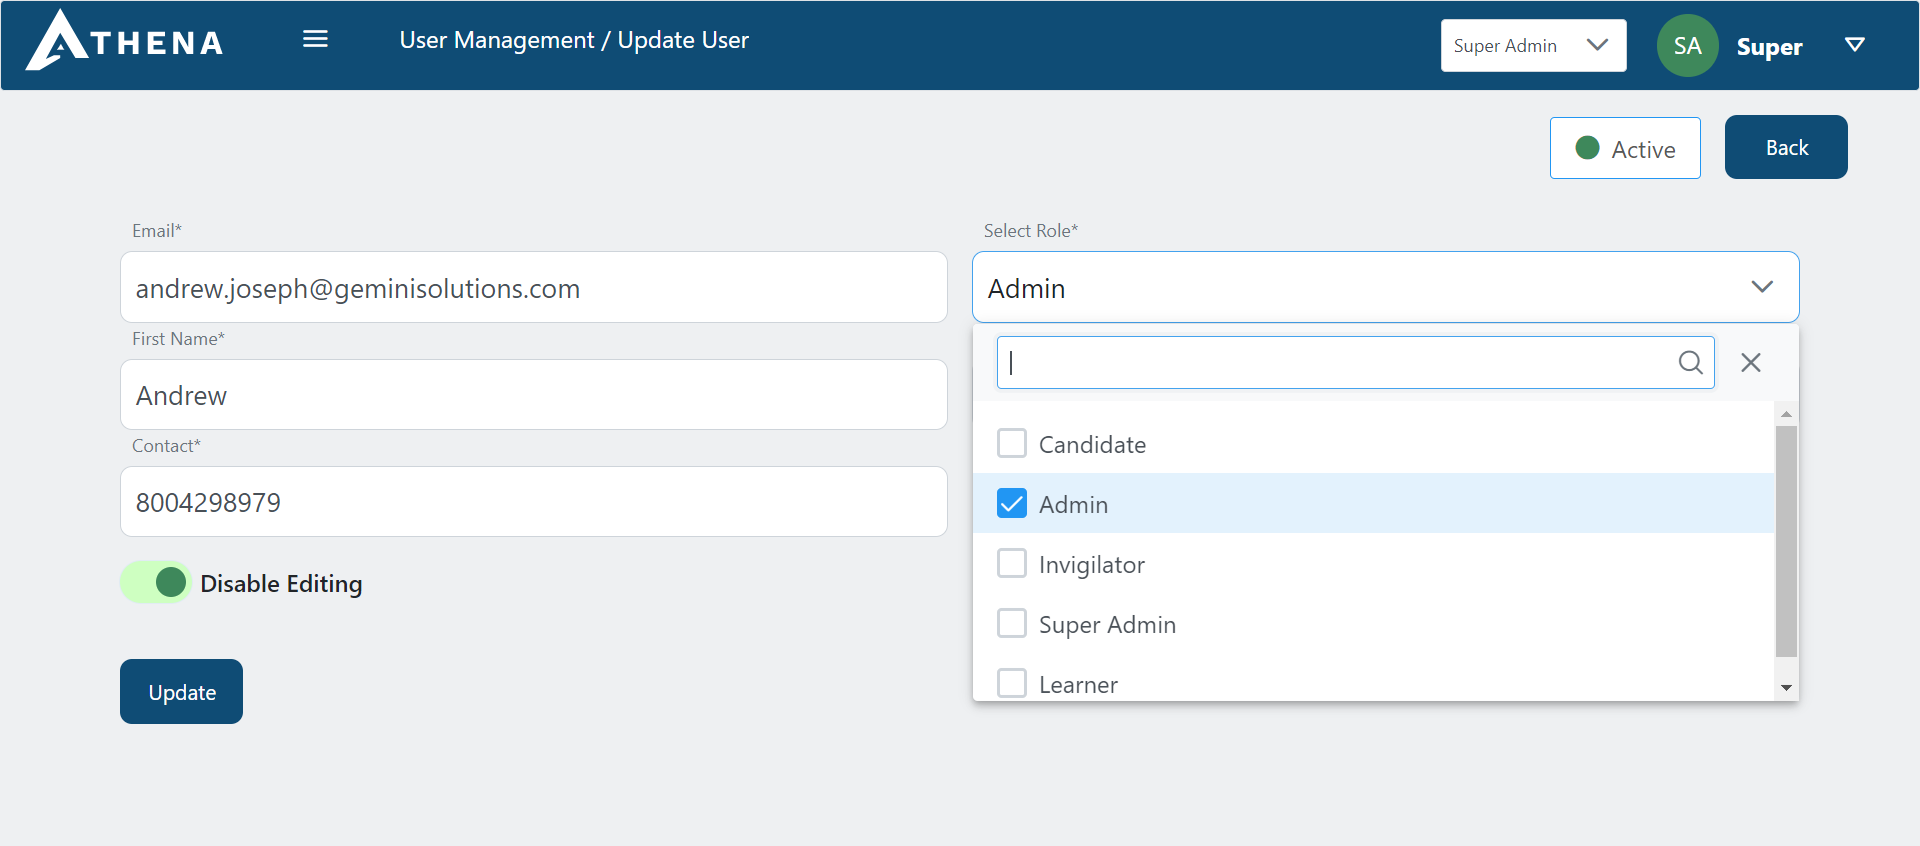 ATHENA
User Management / Update User
Super Admin
SA
Super
Active
Back
Email*
andrew.joseph@geminisolutions.com
First Name*
Andrew
Contact*
8004298979
Disable Editing
Update
Select Role*
Admin
Candidate
Admin
Invigilator
Super Admin
Learner